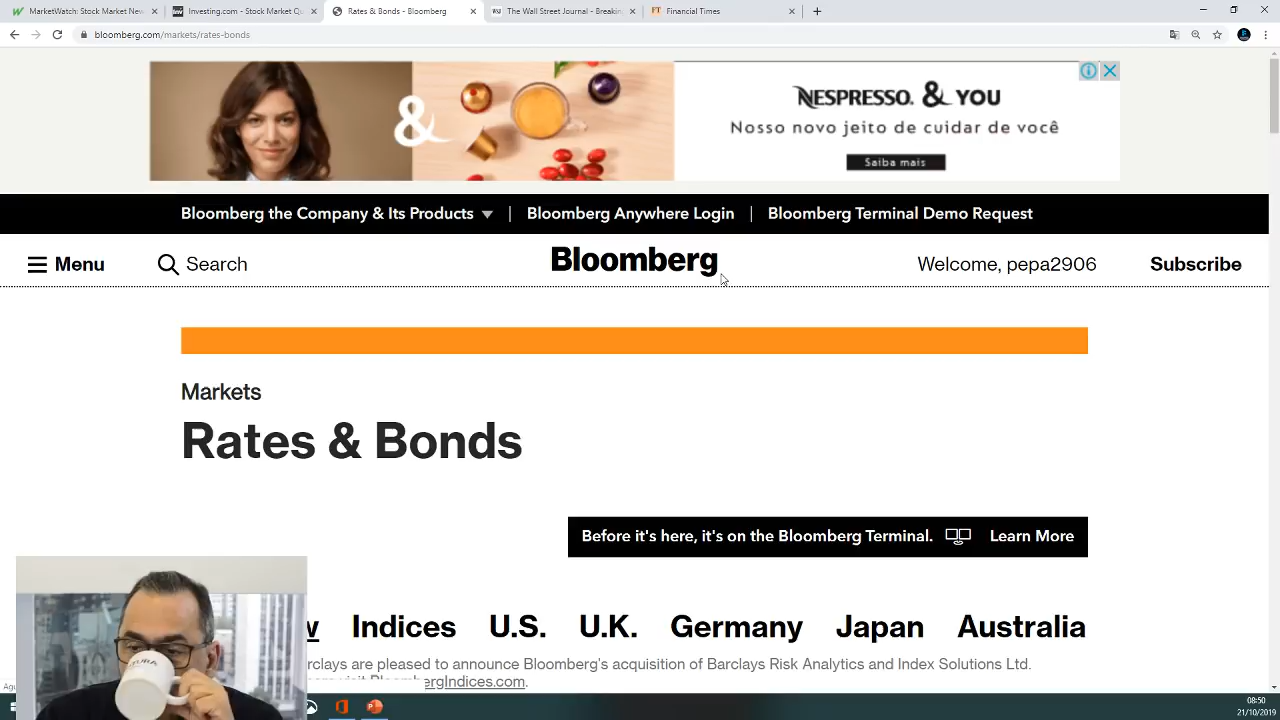 MarketWatch: Stock Market New
Investing.com - Stock Market Qu
Rates & Bonds - Bloomberg
The Wall Street Journal - Breakin
Financial Times
bloomberg.com/markets/rates-bonds
&
NESPRESSO. & YOU
Nosso novo jeito de cuidar de você
Saiba mais
Bloomberg the Company & Its Products
Bloomberg Anywhere Login
Bloomberg Terminal Demo Request
Menu
Search
Bloomberg
Welcome, pepa2906
Subscribe
Markets
Rates & Bonds
Before it's here, it's on the Bloomberg Terminal. Learn More
w Indices U.S. U.K. Germany Japan Australia
rclays are pleased to announce Bloomberg's acquisition of Barclays Risk Analytics and Index Solutions Ltd.
ergIndices.com.
08:50
21/10/2019